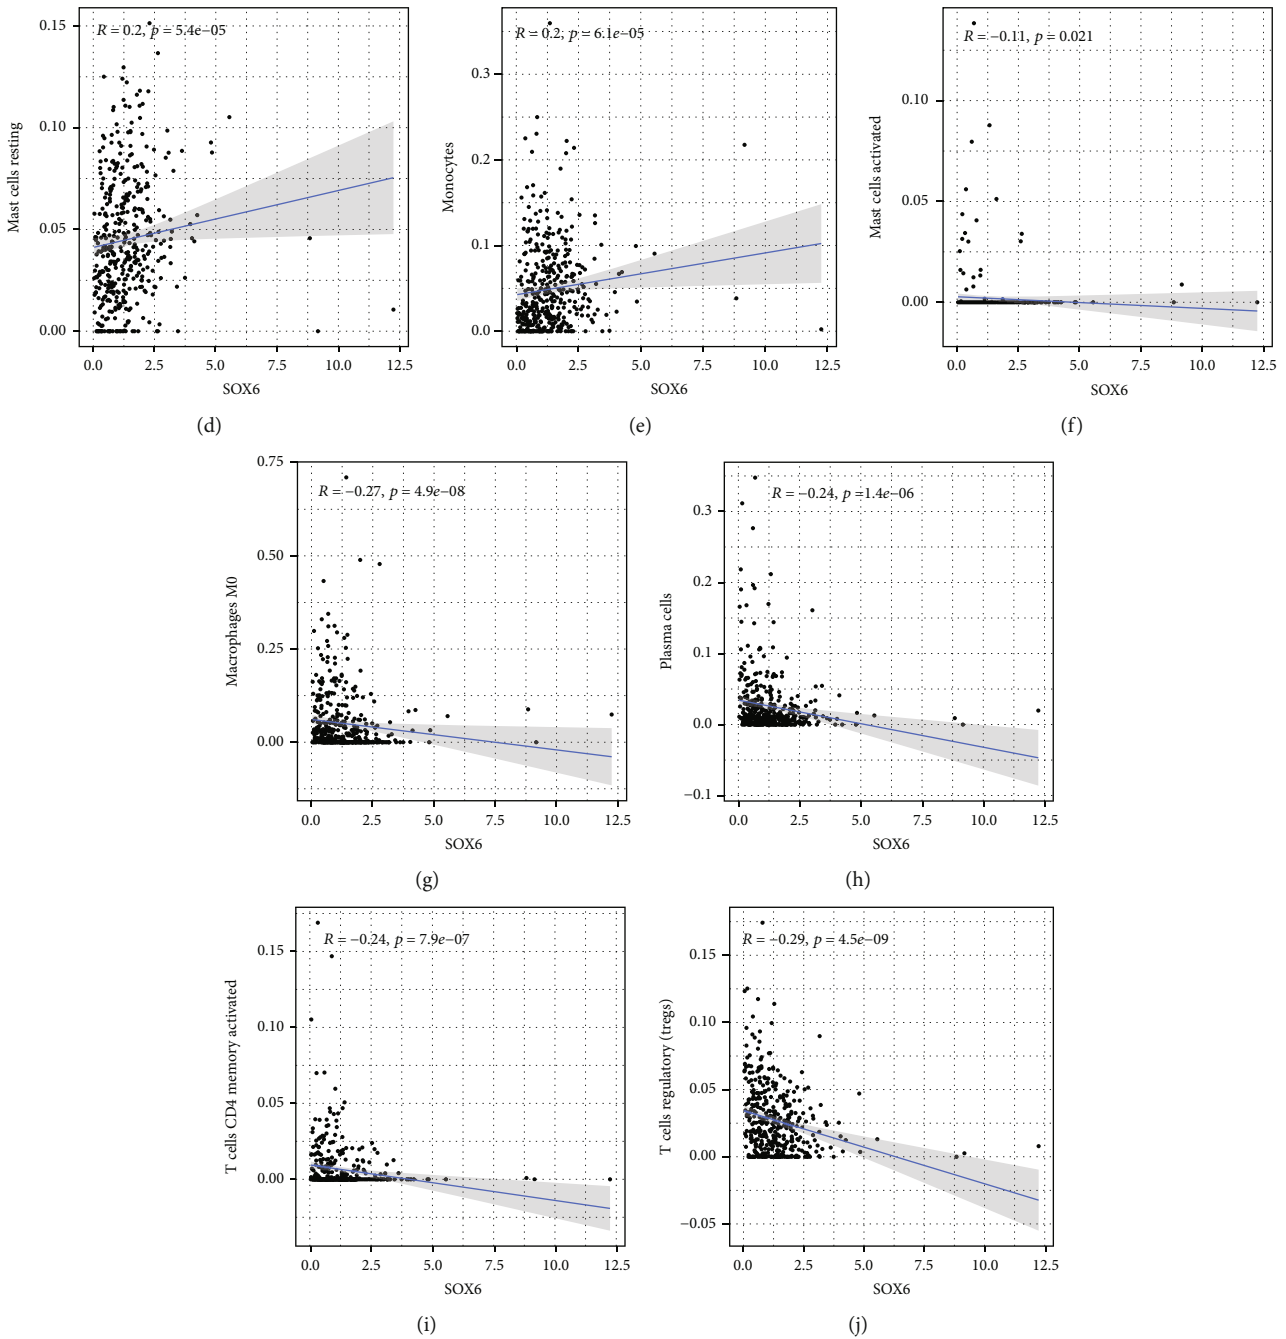 R = 0.2, p = 5.4e−05
Mast cells resting
0.15
0.10
0.05
0.00
0.0 2.5 5.0 7.5 10.0 12.5
SOX6
(d)
R = 0.2, p = 6.1e−05
Monocytes
0.3
0.2
0.1
0.0
0.0 2.5 5.0 7.5 10.0 12.5
SOX6
(e)
R = −0.11, p = 0.021
Mast cells activated
0.10
0.05
0.00
0.0 2.5 5.0 7.5 10.0 12.5
SOX6
(f)
R = −0.27, p = 4.9e−08
Macrophages M0
0.75
0.50
0.25
0.00
0.0 2.5 5.0 7.5 10.0 12.5
SOX6
(g)
R = −0.24, p =1.4e−06
Plasma cells
0.3
0.2
0.1
0.0
−0.1
0.0 2.5 5.0 7.5 10.0 12.5
SOX6
(h)
R = −0.24, p = 7.9e−07
T cells CD4 memory activated
0.15
0.10
0.05
0.00
0.0 2.5 5.0 7.5 10.0 12.5
SOX6
(i)
R = −0.29, p = 4.5e−09
T cells regulatory (tregs)
0.15
0.10
0.05
0.00
−0.05
0.0 2.5 5.0 7.5 10.0 12.5
SOX6
(j)